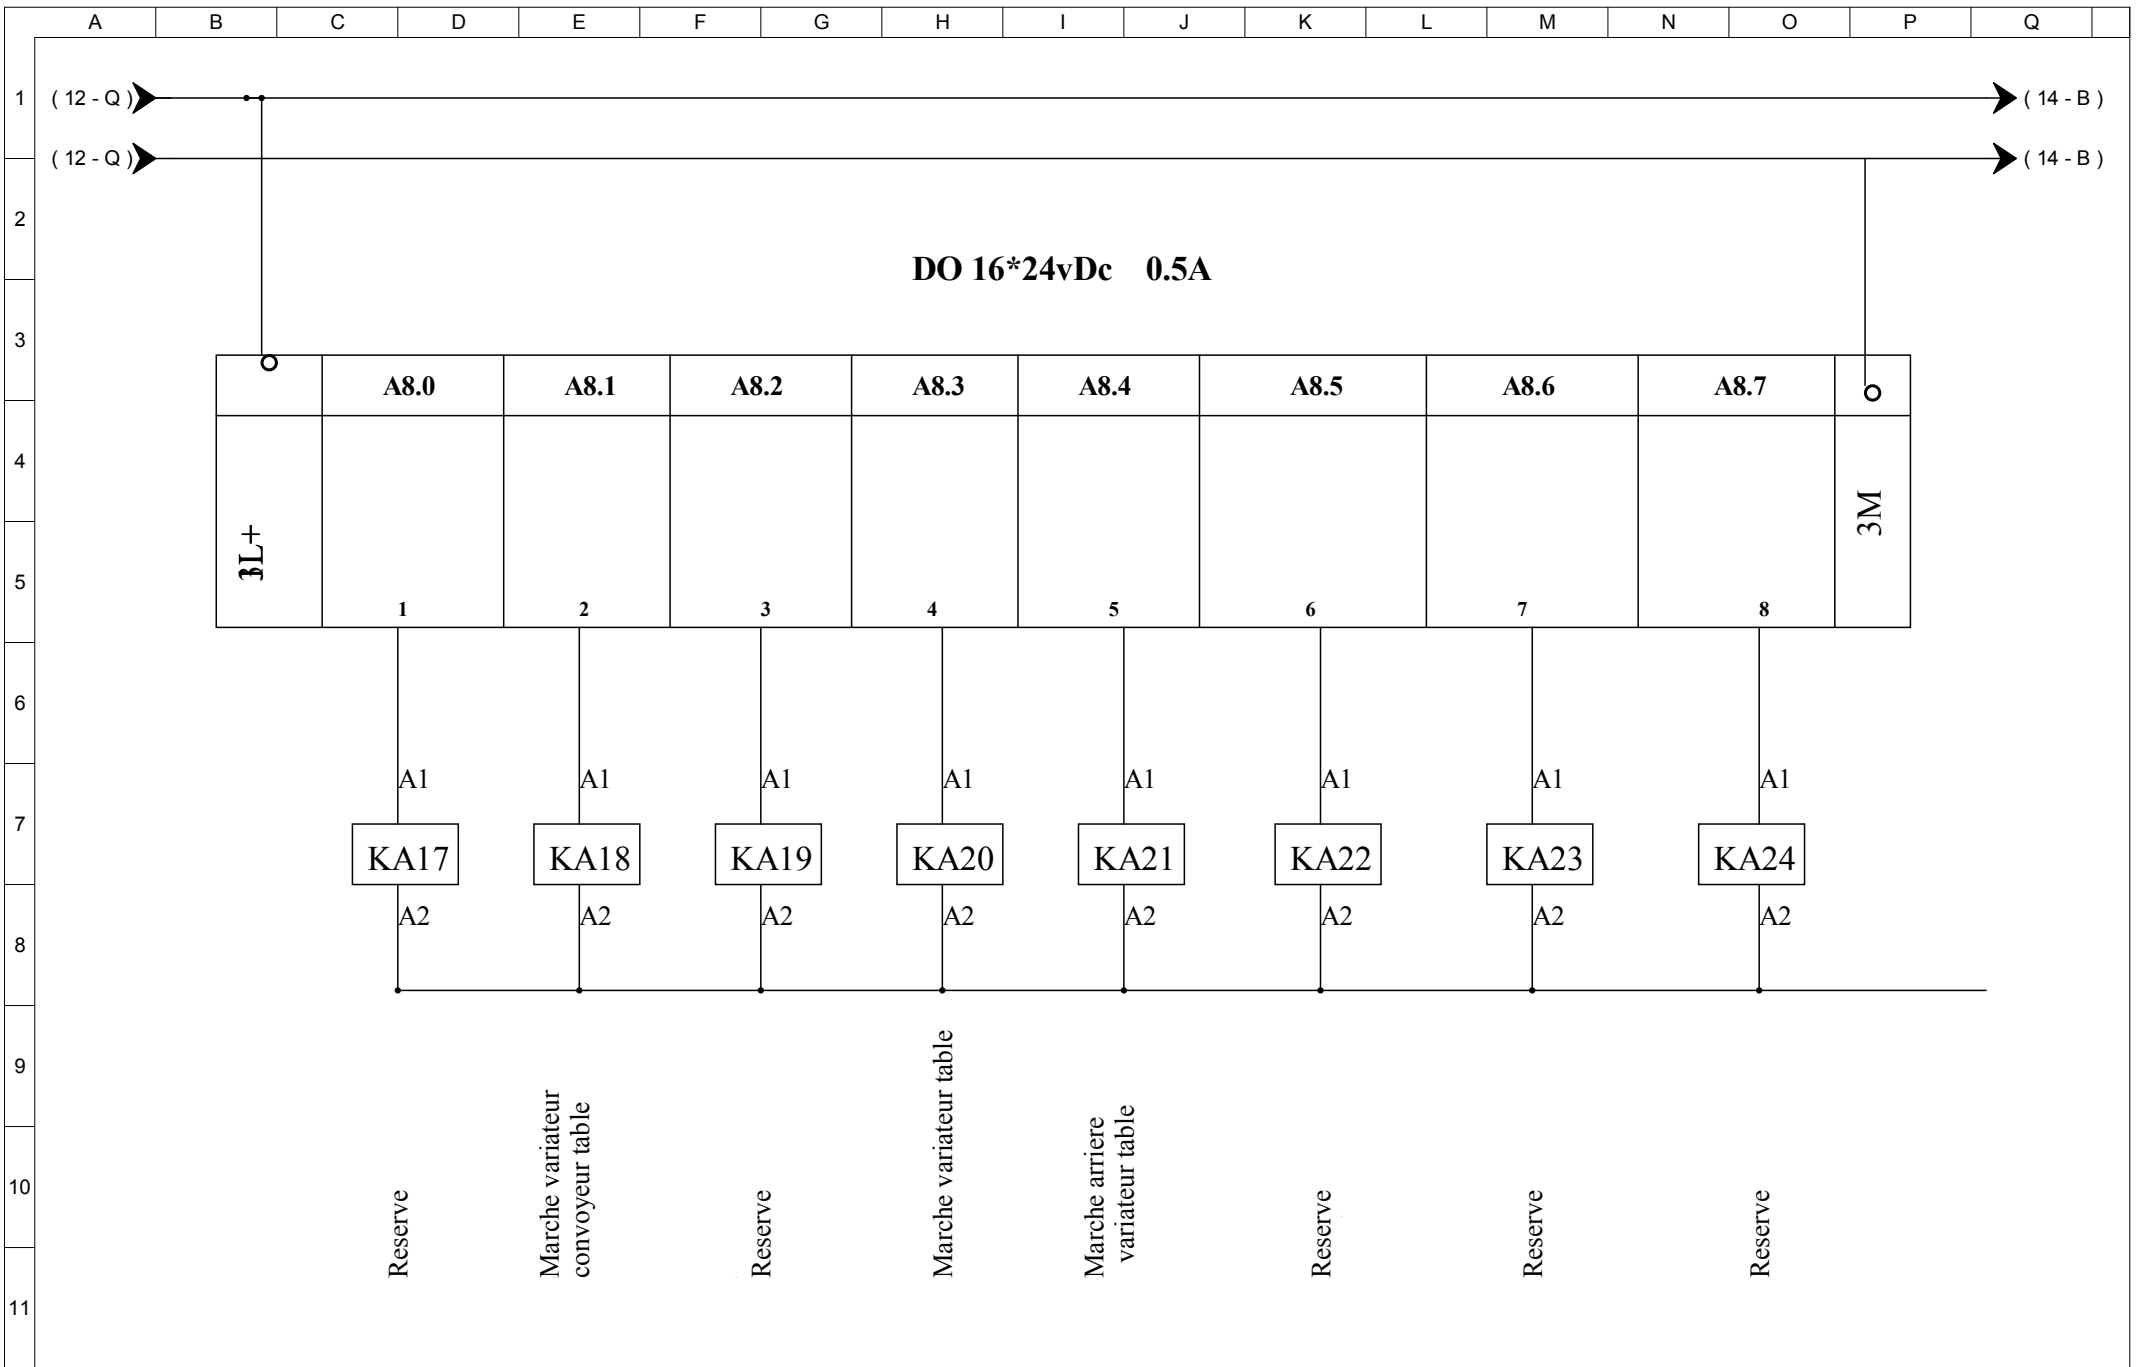 A B C D E F G H I J K L M N O P Q
1 ( 12 - Q ) ( 14 - B )
( 12 - Q ) ( 14 - B )
2
DO 16*24vDc 0.5A
3
A8.0 A8.1 A8.2 A8.3 A8.4 A8.5 A8.6 A8.7
4
3L+ 3M
5
1 2 3 4 5 6 7 8
6
A1 A1 A1 A1 A1 A1 A1 A1
7
KA17 KA18 KA19 KA20 KA21 KA22 KA23 KA24
A2 A2 A2 A2 A2 A2 A2 A2
8
9
10
11
Reserve
Marche variateur
convoyeur table
Reserve
Marche variateur table
Marche arriere
variateur table
Reserve
Reserve
Reserve